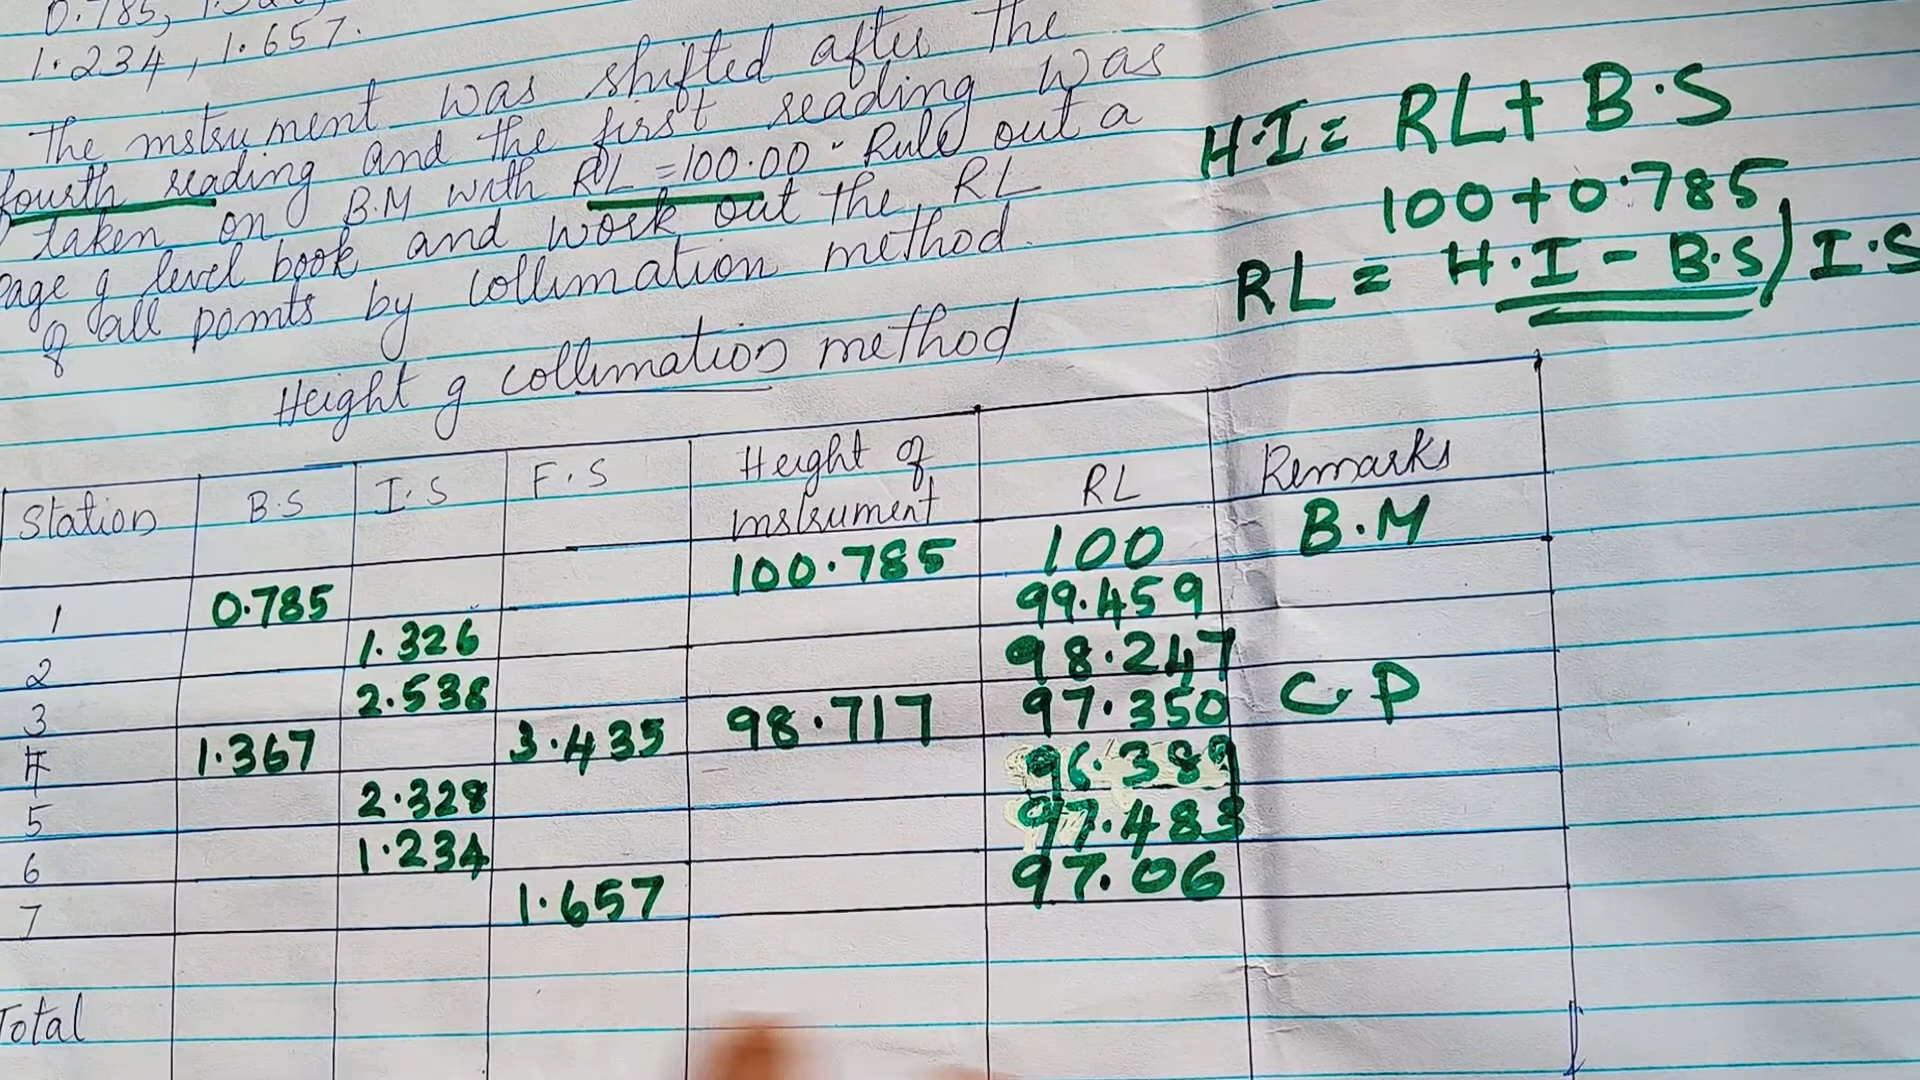 0.785,
1.234, 1.657.
The instrument was shifted after the
fourth reading and the first reading was
taken on B.M with RL =100.00. Rule out a
page of level book and work out the RL
of all points by collimation method.
H.I = RL + B.S
100 + 0.785
RL = H.I - B.S / I.S
Height of collimation method
Station B.S I.S F.S Height of instrument RL Remarks
1 0.785 100.785 100 B.M
2 1.326 99.459
3 2.538 98.247
4 1.367 3.435 98.717 97.350 C.P
5 2.328 96.389
6 1.234 97.483
7 1.657 97.06
Total